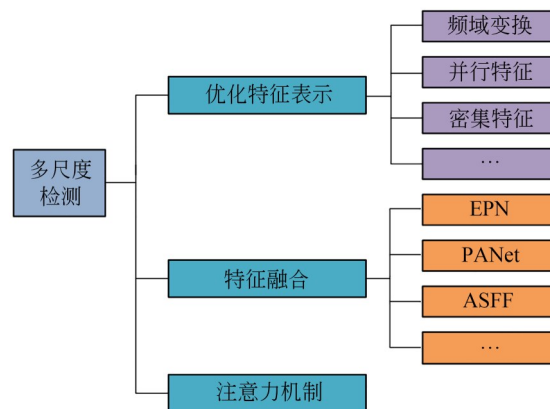 多尺度
检测
优化特征表示
频域变换
并行特征
密集特征
…
特征融合
EPN
PANet
ASFF
…
注意力机制